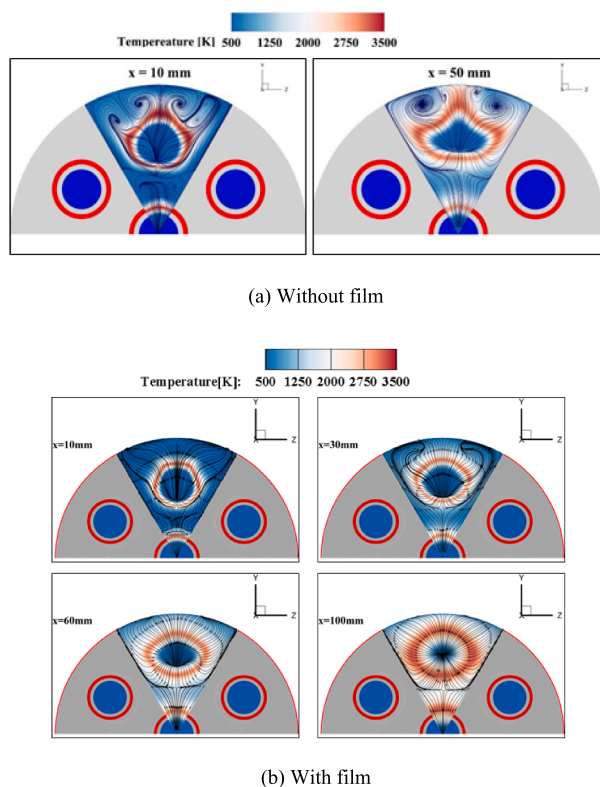 Tempereature [K] 500 1250 2000 2750 3500
x = 10 mm
x = 50 mm
Z
Z
(a) Without film
Temperature[K]: 500 1250 2000 2750 3500
x=10mm
Y
X
Z
x=30mm
Y
X
Z
x=60mm
Y
X
Z
x=100mm
Y
X
Z
(b) With film